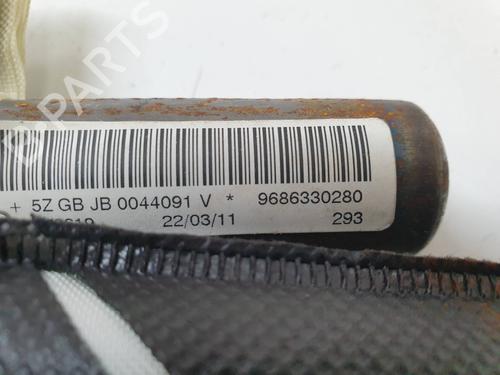 B-PARTS
+ 5Z GB JB 0044091 V * 9686330280
22/03/11 293